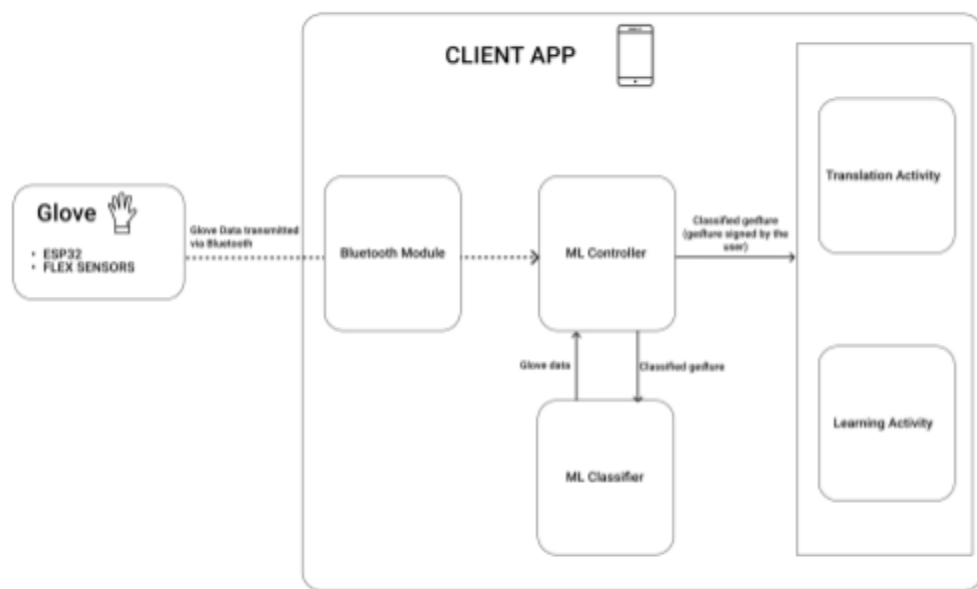 CLIENT APP
Glove
• ESP32
• FLEX SENSORS
Glove Data transmitted
via Bluetooth
Bluetooth Module
ML Controller
Classified gesture
(gesture signed by the
user)
Translation Activity
Glove data
Classified gesture
ML Classifier
Learning Activity